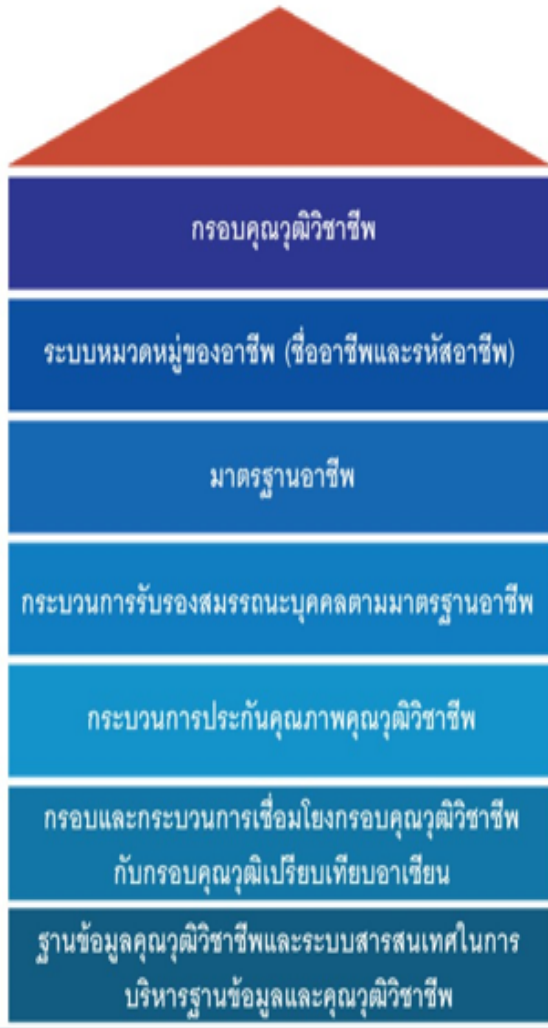 กรอบคุณวุฒิวิชาชีพ
ระบบหมวดหมู่ของอาชีพ (ชื่ออาชีพและรหัสอาชีพ)
มาตรฐานอาชีพ
กระบวนการรับรองสมรรถนะบุคคลตามมาตรฐานอาชีพ
กระบวนการประกันคุณภาพคุณวุฒิวิชาชีพ
กรอบและกระบวนการเชื่อมโยงกรอบคุณวุฒิวิชาชีพ
กับกรอบคุณวุฒิเปรียบเทียบอาเซียน
ฐานข้อมูลคุณวุฒิวิชาชีพและระบบสารสนเทศในการ
บริหารฐานข้อมูลและคุณวุฒิวิชาชีพ